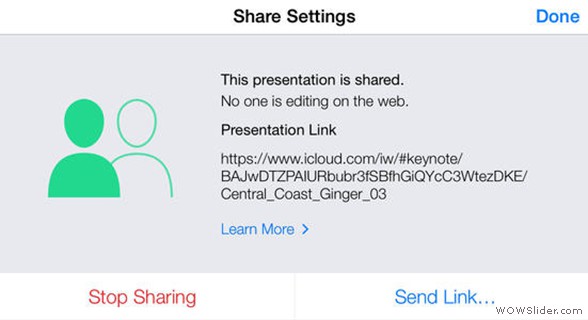 Share Settings
Done
This presentation is shared.
No one is editing on the web.
Presentation Link
https://www.icloud.com/iw/#keynote/
BAJwDTZPAIURbubr3fSBfhGiQYcC3WtezDKE/
Central_Coast_Ginger_03
Learn More >
Stop Sharing
Send Link...
WOWSlider.com